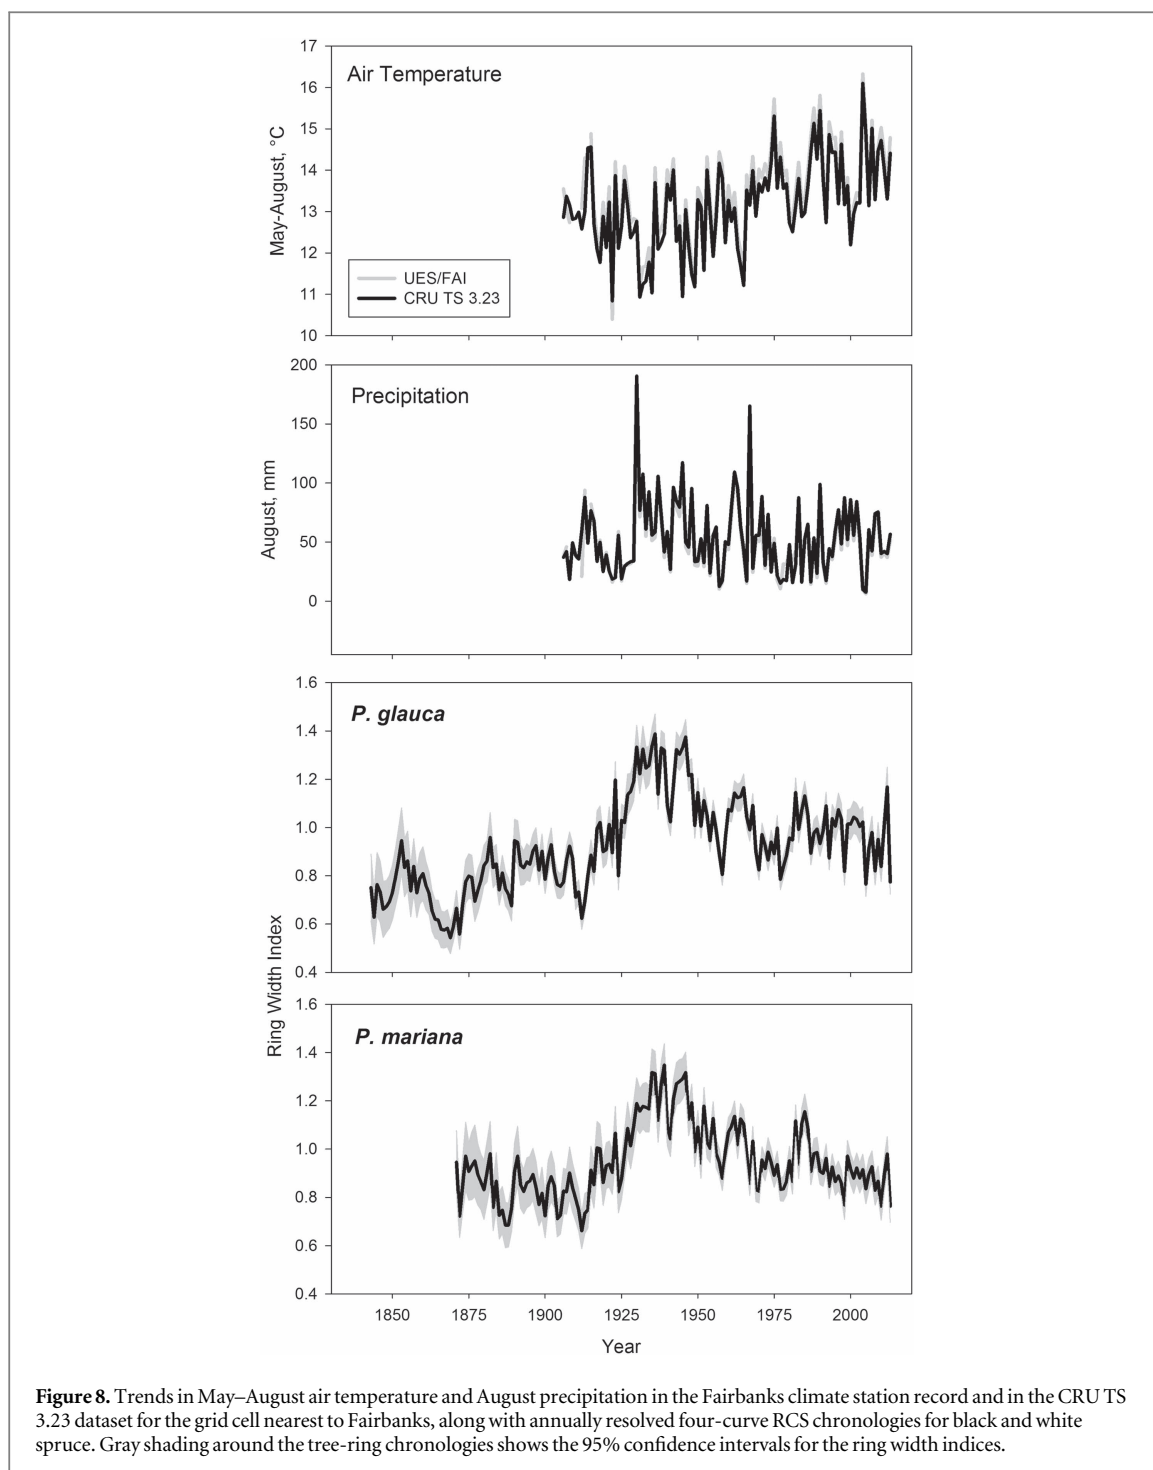 17
Air Temperature
16
15
14
13
12
11
10
May-August, °C
UES/FAI
CRU TS 3.23
200
Precipitation
150
100
50
0
August, mm
1.6
P. glauca
1.4
1.2
1.0
0.8
0.6
0.4
Ring Width Index
1.6
P. mariana
1.4
1.2
1.0
0.8
0.6
0.4
1850 1875 1900 1925 1950 1975 2000
Year
Figure 8. Trends in May–August air temperature and August precipitation in the Fairbanks climate station record and in the CRU TS
3.23 dataset for the grid cell nearest to Fairbanks, along with annually resolved four-curve RCS chronologies for black and white
spruce. Gray shading around the tree-ring chronologies shows the 95% confidence intervals for the ring width indices.